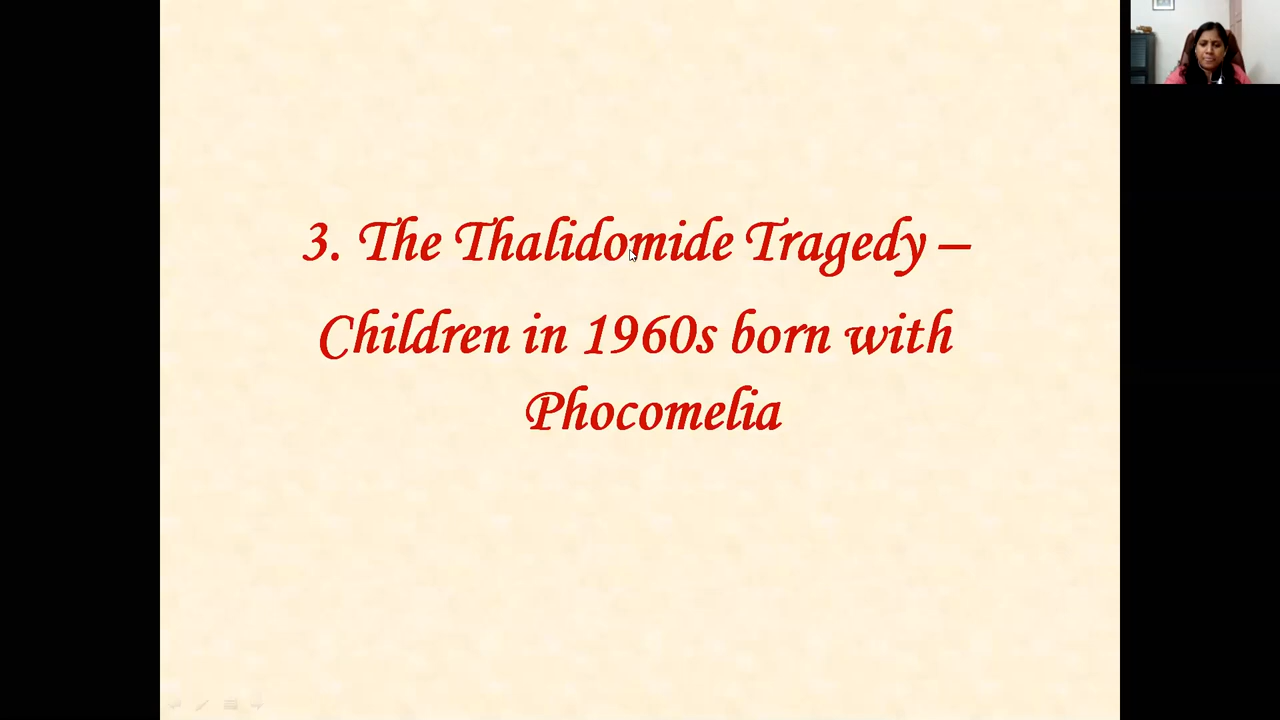 3. The Thalidomide Tragedy –
Children in 1960s born with
Phocomelia